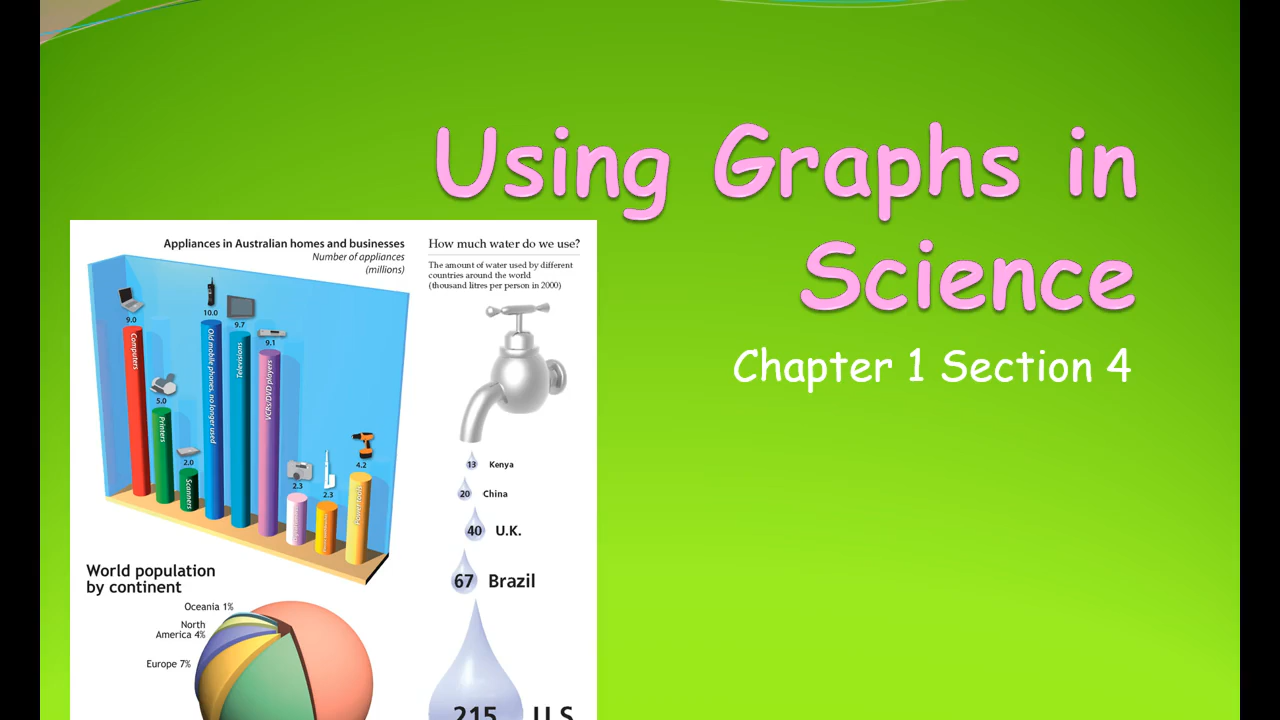 Using Graphs in
Science
Chapter 1 Section 4
Appliances in Australian homes and businesses
Number of appliances
(millions)
9.0
Computers
5.0
Printers
2.0
Scanners
10.0
Old mobile phones, no longer used
9.7
Televisions
9.1
VCRs/DVD players
2.3
2.3
4.2
Power tools
How much water do we use?
The amount of water used by different
countries around the world
(thousand litres per person in 2000)
13 Kenya
20 China
40 U.K.
67 Brazil
215 U.S.
World population
by continent
Oceania 1%
North
America 4%
Europe 7%